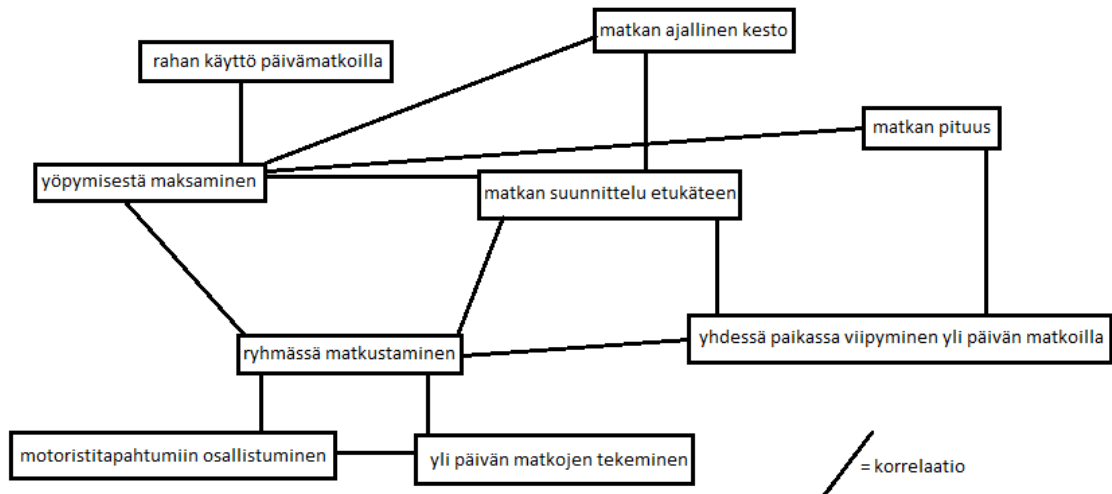 matkan ajallinen kesto
rahan käyttö päivämatkoilla
matkan pituus
yöpymisestä maksaminen
matkan suunnittelu etukäteen
yhdessä paikassa viipyminen yli päivän matkoilla
ryhmässä matkustaminen
motoristitapahtumiin osallistuminen
yli päivän matkojen tekeminen
= korrelaatio